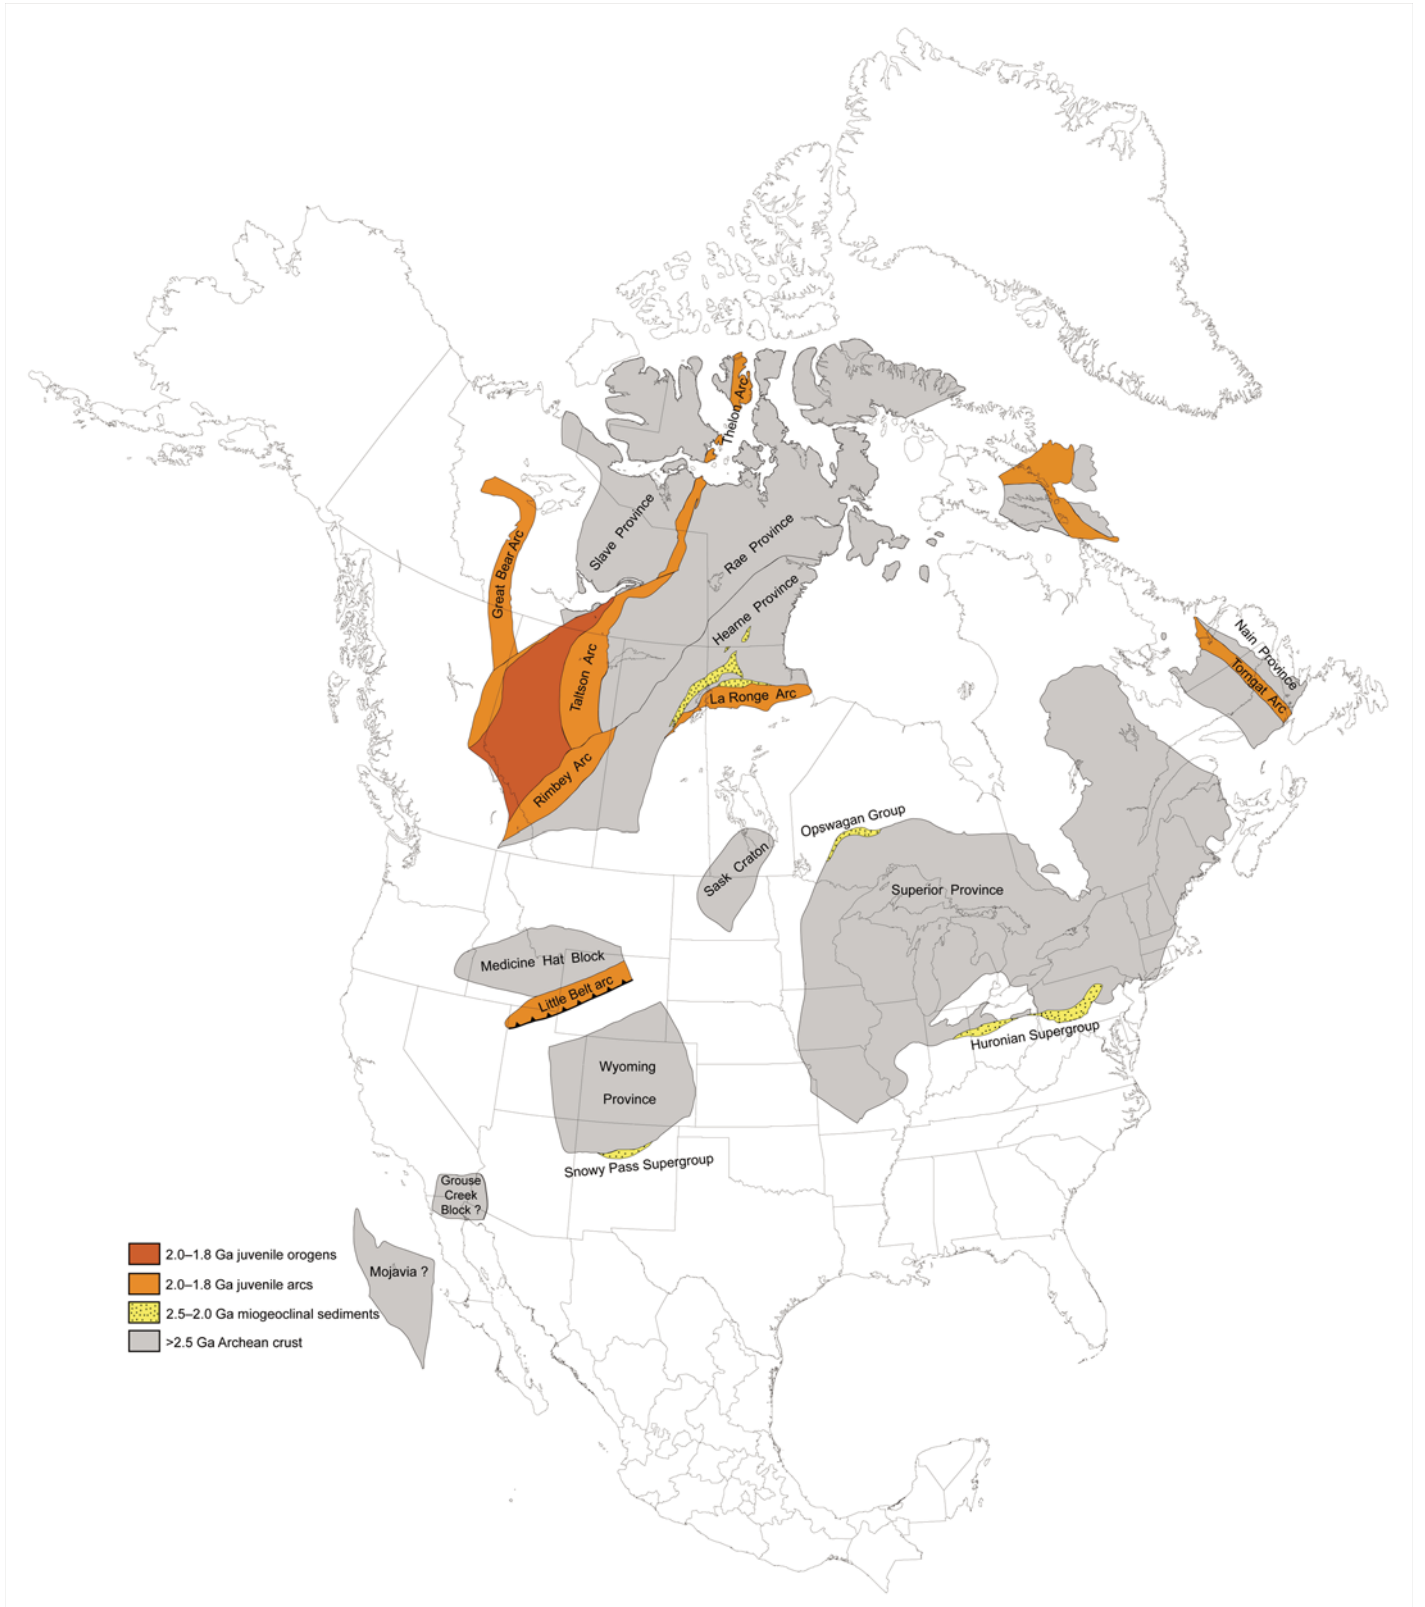 Thelon Arc
Slave Province
Rae Province
Great Bear Arc
Hearne Province
Nain Province
Torngat Arc
Taltson Arc
La Ronge Arc
Rimbey Arc
Opswagan Group
Sask Craton
Superior Province
Medicine Hat Block
Little Belt arc
Huronian Supergroup
Wyoming
Province
Snowy Pass Supergroup
Grouse
Creek
Block ?
Mojavia ?
2.0–1.8 Ga juvenile orogens
2.0–1.8 Ga juvenile arcs
2.5–2.0 Ga miogeoclinal sediments
>2.5 Ga Archean crust